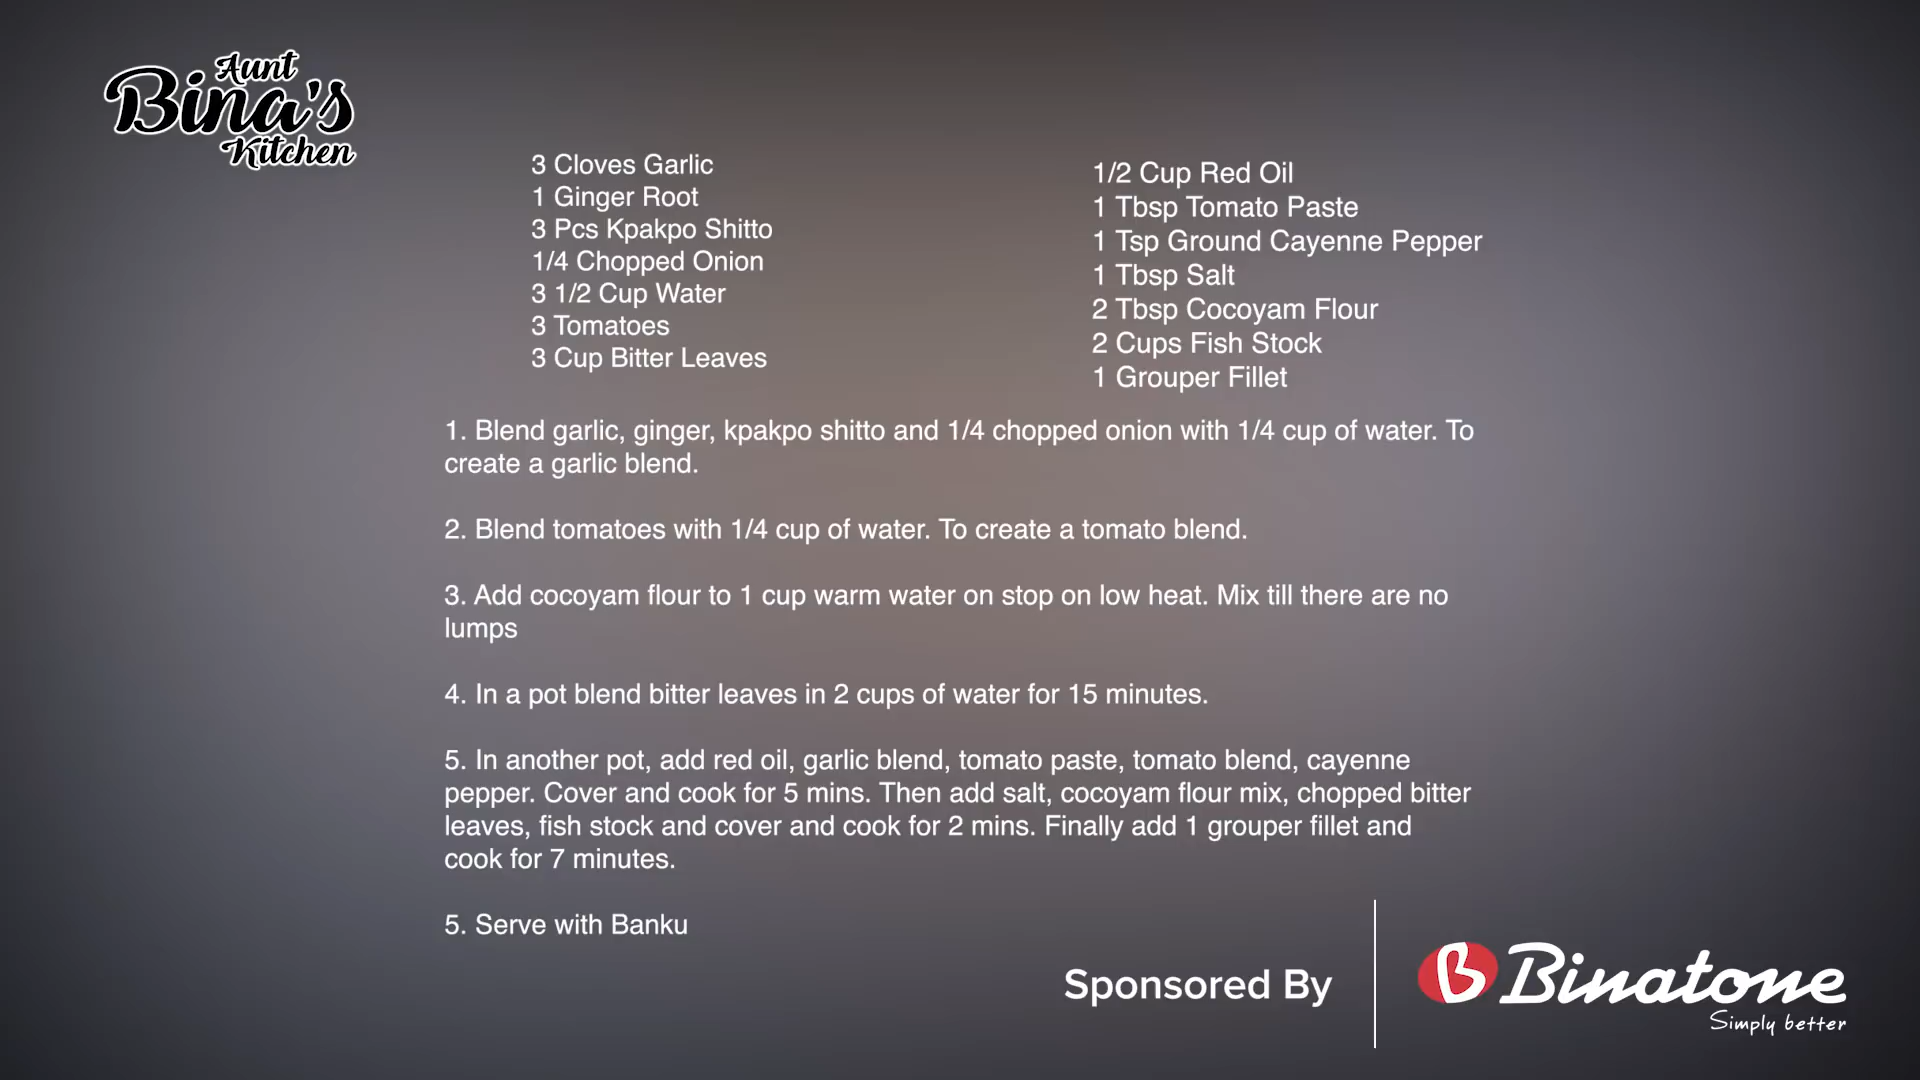 Aunt
Bina's
Kitchen
3 Cloves Garlic
1 Ginger Root
3 Pcs Kpakpo Shitto
1/4 Chopped Onion
3 1/2 Cup Water
3 Tomatoes
3 Cup Bitter Leaves
1/2 Cup Red Oil
1 Tbsp Tomato Paste
1 Tsp Ground Cayenne Pepper
1 Tbsp Salt
2 Tbsp Cocoyam Flour
2 Cups Fish Stock
1 Grouper Fillet
1. Blend garlic, ginger, kpakpo shitto and 1/4 chopped onion with 1/4 cup of water. To
create a garlic blend.
2. Blend tomatoes with 1/4 cup of water. To create a tomato blend.
3. Add cocoyam flour to 1 cup warm water on stop on low heat. Mix till there are no
lumps
4. In a pot blend bitter leaves in 2 cups of water for 15 minutes.
5. In another pot, add red oil, garlic blend, tomato paste, tomato blend, cayenne
pepper. Cover and cook for 5 mins. Then add salt, cocoyam flour mix, chopped bitter
leaves, fish stock and cover and cook for 2 mins. Finally add 1 grouper fillet and
cook for 7 minutes.
5. Serve with Banku
Sponsored By
B Binatone
Simply better